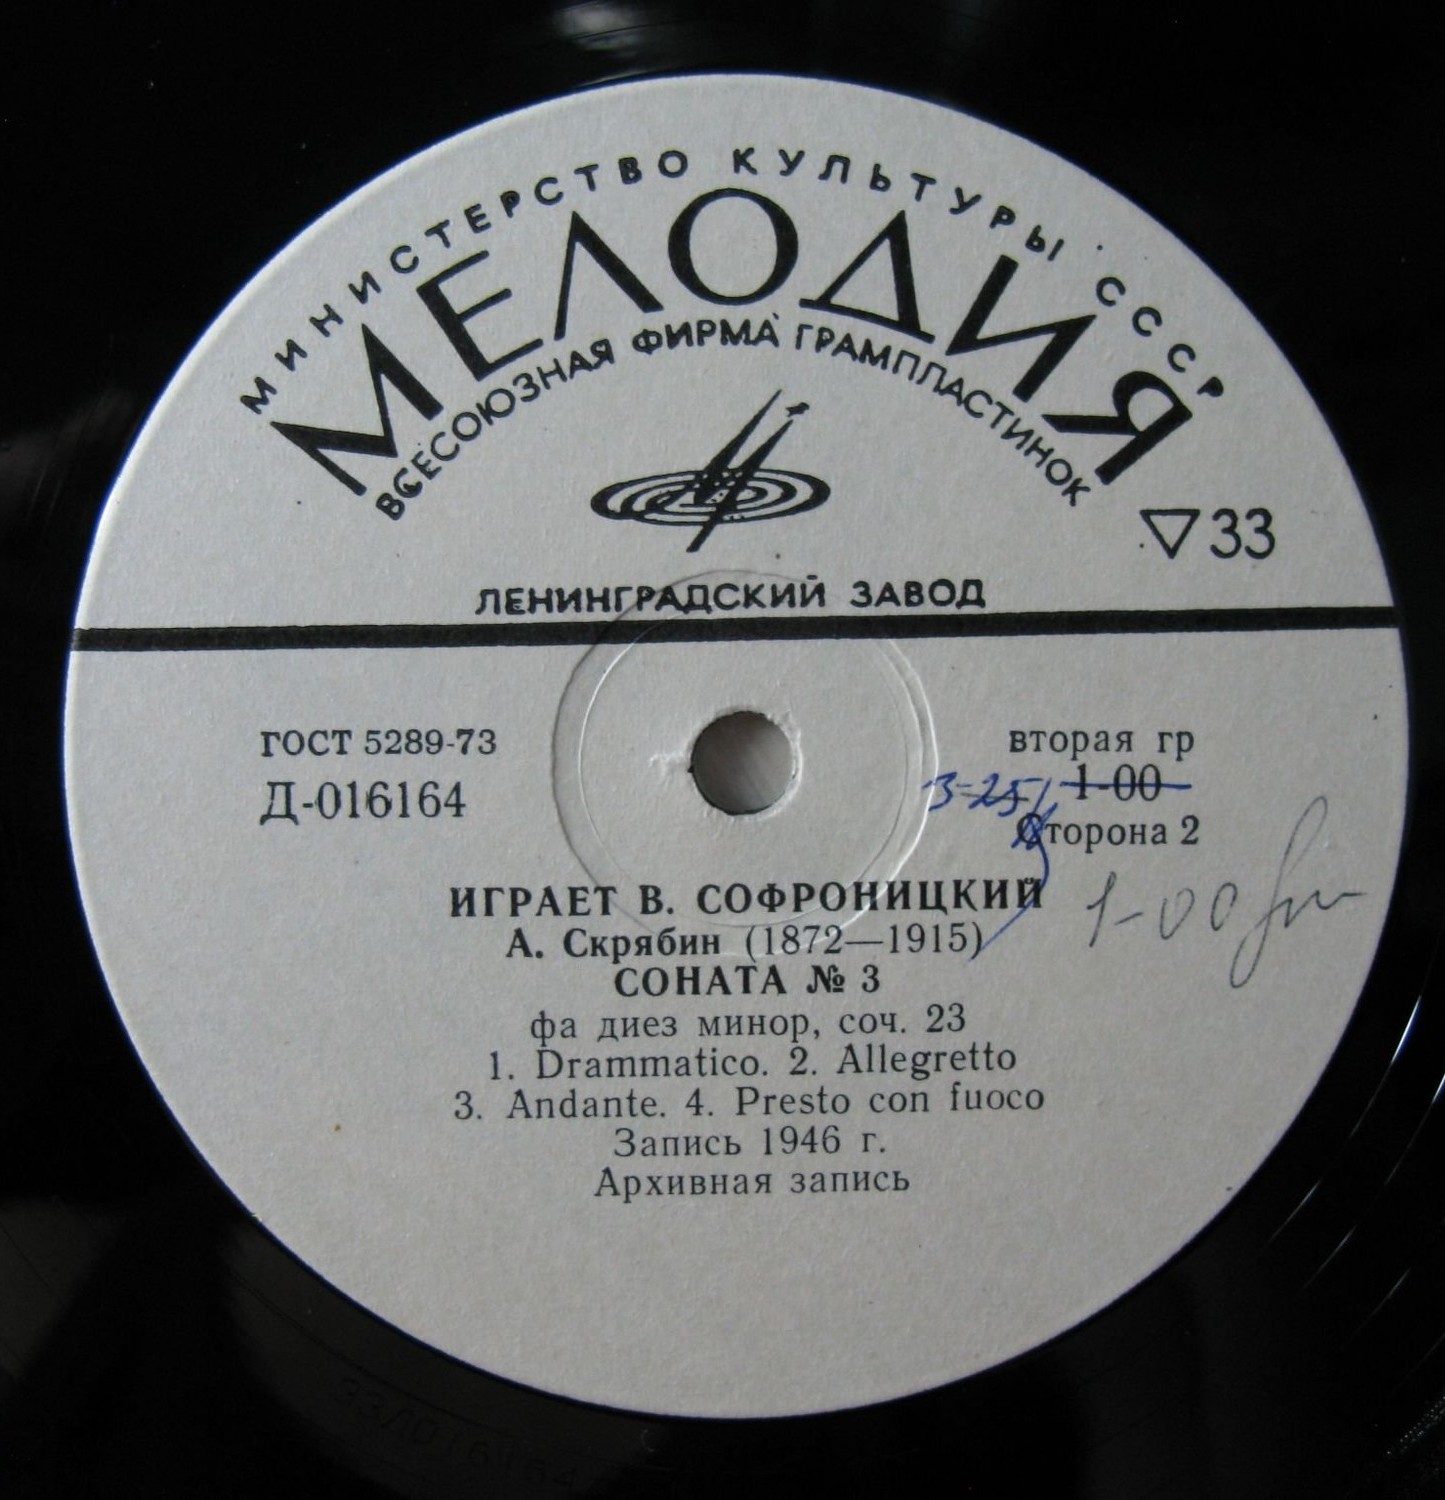 МИНИСТЕРСТВО КУЛЬТУРЫ СССР
МЕЛОДИЯ
ВСЕСОЮЗНАЯ ФИРМА ГРАМПЛАСТИНОК
▽33
ЛЕНИНГРАДСКИЙ ЗАВОД
ГОСТ 5289-73
вторая гр
Д-016164
3-25
1-00
Сторона 2
1-00
ИГРАЕТ В. СОФРОНИЦКИЙ
А. Скрябин (1872—1915)
СОНАТА № 3
фа диез минор, соч. 23
1. Drammatico. 2. Allegretto
3. Andante. 4. Presto con fuoco
Запись 1946 г.
Архивная запись